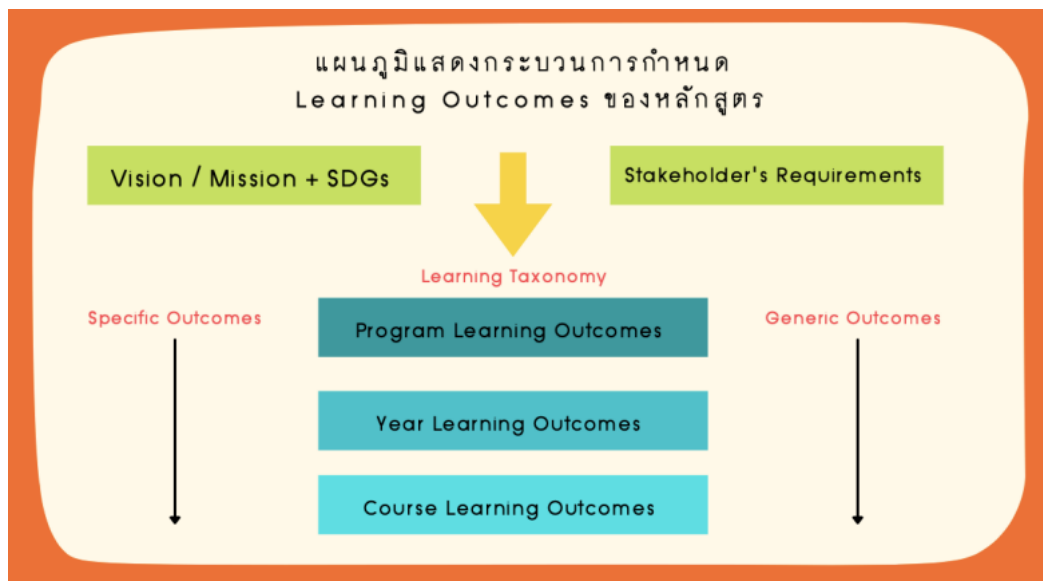 แผนภูมิแสดงกระบวนการกำหนด
Learning Outcomes ของหลักสูตร
Vision / Mission + SDGs
Stakeholder's Requirements
Learning Taxonomy
Specific Outcomes
Program Learning Outcomes
Generic Outcomes
Year Learning Outcomes
Course Learning Outcomes